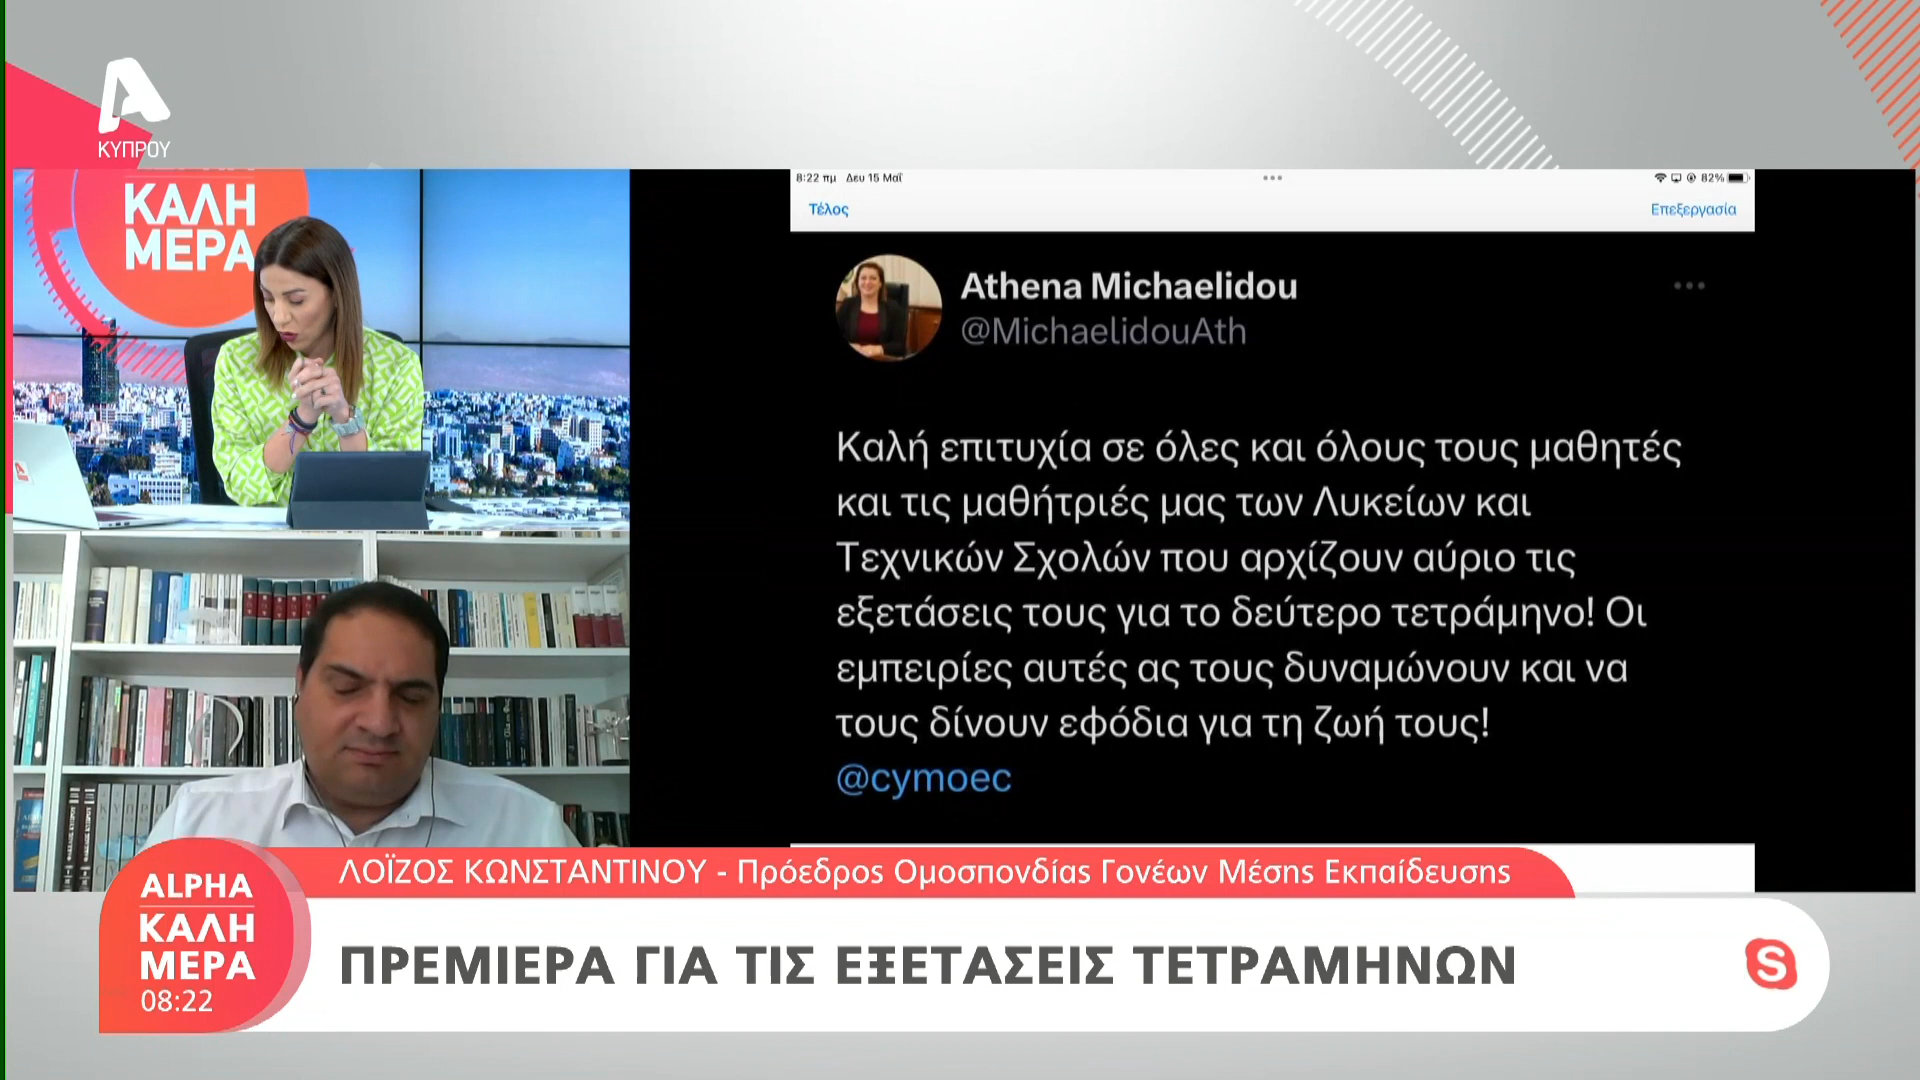 ΚΥΠΡΟΥ
ΚΑΛΗ
ΜΕΡΑ
8:22 πμ Δευ 15 Μαΐ
82%
Τέλος
Επεξεργασία
Athena Michaelidou
@MichaelidouAth
Καλή επιτυχία σε όλες και όλους τους μαθητές
και τις μαθήτριές μας των Λυκείων και
Τεχνικών Σχολών που αρχίζουν αύριο τις
εξετάσεις τους για το δεύτερο τετράμηνο! Οι
εμπειρίες αυτές ας τους δυναμώνουν και να
τους δίνουν εφόδια για τη ζωή τους!
@cymoec
ΛΟΪΖΟΣ ΚΩΝΣΤΑΝΤΙΝΟΥ - Πρόεδρος Ομοσπονδίας Γονέων Μέσης Εκπαίδευσης
ALPHA
ΚΑΛΗ
ΜΕΡΑ
08:22
ΠΡΕΜΙΕΡΑ ΓΙΑ ΤΙΣ ΕΞΕΤΑΣΕΙΣ ΤΕΤΡΑΜΗΝΩΝ